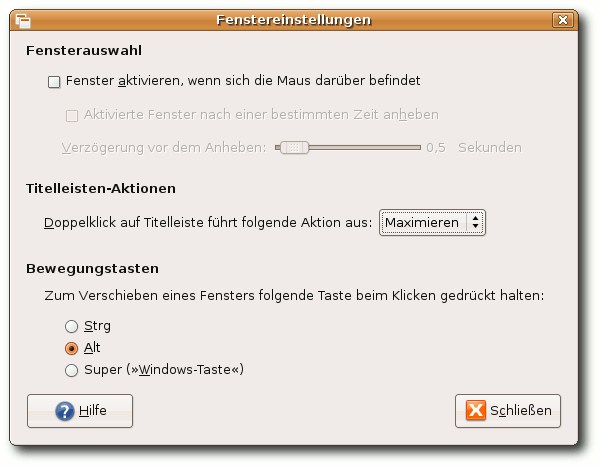 Fenstereinstellungen
Fensterauswahl
Fenster aktivieren, wenn sich die Maus darüber befindet
Aktivierte Fenster nach einer bestimmten Zeit anheben
Verzögerung vor dem Anheben: 0,5 Sekunden
Titelleisten-Aktionen
Doppelklick auf Titelleiste führt folgende Aktion aus: Maximieren
Bewegungstasten
Zum Verschieben eines Fensters folgende Taste beim Klicken gedrückt halten:
Strg
Alt
Super (»Windows-Taste«)
Hilfe Schließen